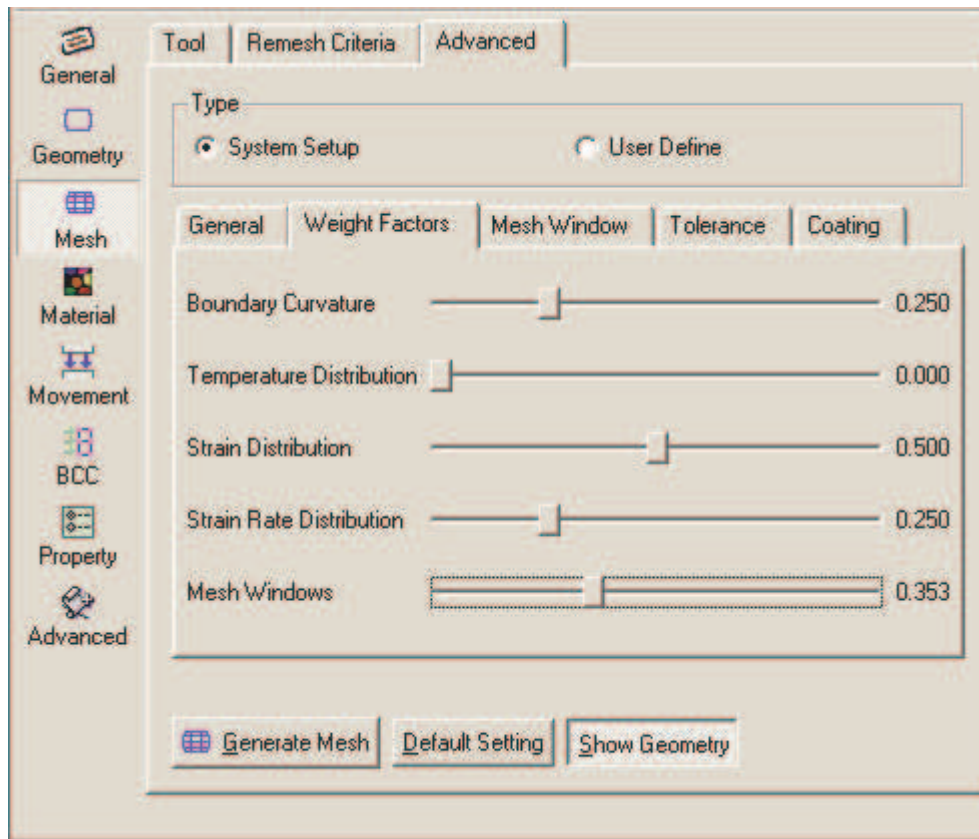 General
Geometry
Mesh
Material
Movement
BCC
Property
Advanced
Tool
Remesh Criteria
Advanced
Type
System Setup
User Define
General
Weight Factors
Mesh Window
Tolerance
Coating
Boundary Curvature
0.250
Temperature Distribution
0.000
Strain Distribution
0.500
Strain Rate Distribution
0.250
Mesh Windows
0.353
Generate Mesh
Default Setting
Show Geometry